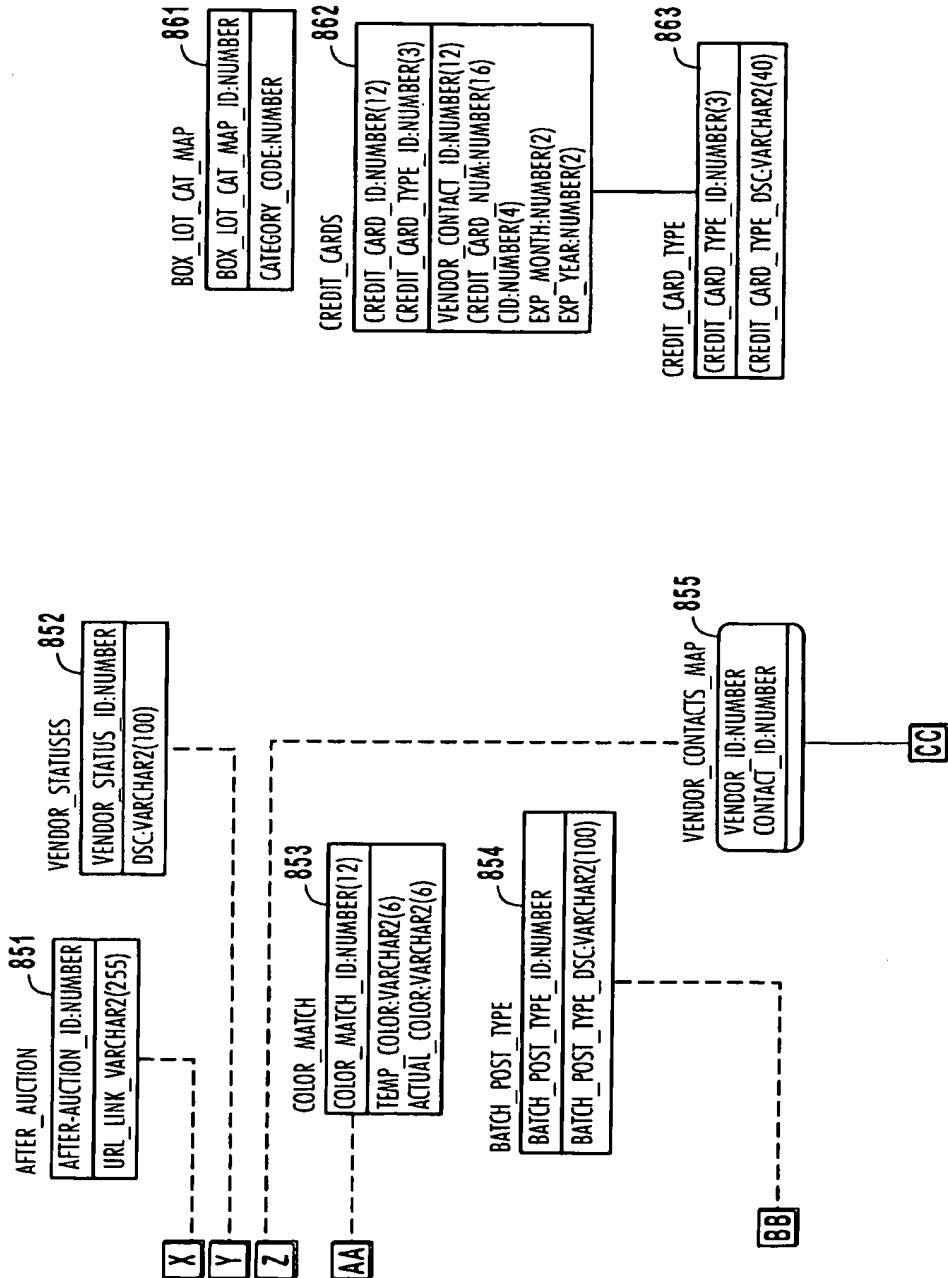 AFTER_AUCTION
851
AFTER-AUCTION_ID:NUMBER
URL_LINK_VARCHAR2(255)
VENDOR_STATUSES
852
VENDOR_STATUS_ID:NUMBER
DSC:VARCHAR2(100)
X
Y
Z
COLOR_MATCH
853
COLOR_MATCH_ID:NUMBER(12)
TEMP_COLOR:VARCHAR2(6)
ACTUAL_COLOR:VARCHAR2(6)
AA
BATCH_POST_TYPE
854
BATCH_POST_TYPE_ID:NUMBER
BATCH_POST_TYPE_DSC:VARCHAR2(100)
BB
VENDOR_CONTACTS_MAP
855
VENDOR_ID:NUMBER
CONTACT_ID:NUMBER
CC
BOX_LOT_CAT_MAP
861
BOX_LOT_CAT_MAP_ID:NUMBER
CATEGORY_CODE:NUMBER
CREDIT_CARDS
862
CREDIT_CARD_ID:NUMBER(12)
CREDIT_CARD_TYPE_ID:NUMBER(3)
VENDOR_CONTACT_ID:NUMBER(12)
CREDIT_CARD_NUM:NUMBER(16)
CID:NUMBER(4)
EXP_MONTH:NUMBER(2)
EXP_YEAR:NUMBER(2)
CREDIT_CARD_TYPE
863
CREDIT_CARD_TYPE_ID:NUMBER(3)
CREDIT_CARD_TYPE_DSC:VARCHAR2(40)